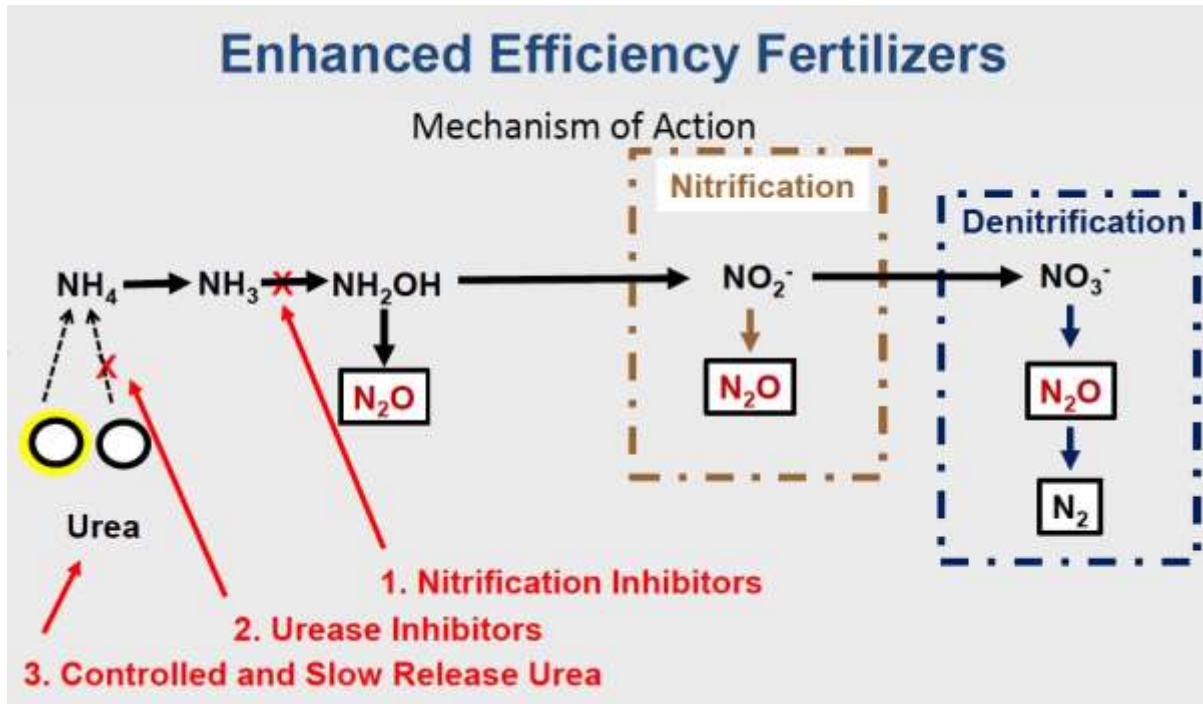 Enhanced Efficiency Fertilizers
Mechanism of Action
Nitrification
Denitrification
NH₄ NH₃ X NH₂OH NO₂⁻ NO₃⁻
X
N₂O N₂O N₂O
N₂
Urea
1. Nitrification Inhibitors
2. Urease Inhibitors
3. Controlled and Slow Release Urea